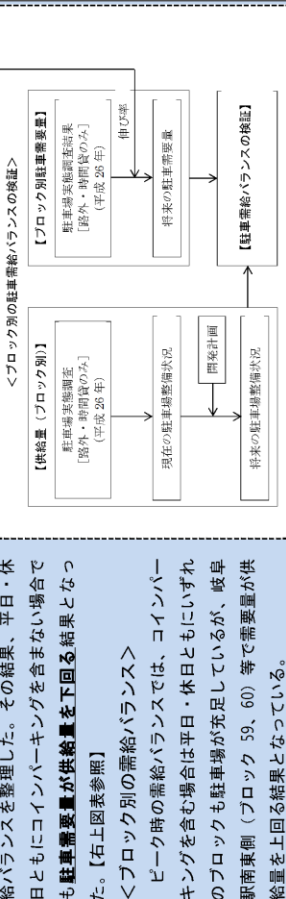 給バランスを整理した。その結果、平日・休
日ともにコインパーキングを含まない場合で
も駐車需要量が供給量を下回る結果となっ
た。【右上図表参照】
＜ブロック別の需給バランス＞
ピーク時の需給バランスでは、コインパー
キングを含む場合は平日・休日ともにいずれ
のブロックも駐車場が充足しているが、岐阜
駅南東側（ブロック 59、60）等で需要量が供
給量を上回る結果となっている。
＜ブロック別の駐車需給バランスの検証＞
【供給量（ブロック別）】
駐車場実態調査
［路外・時間貸のみ］
（平成 26 年）
現在の駐車場整備状況
開発計画
将来の駐車場整備状況
【ブロック別駐車需要量】
駐車場実態調査結果
［路外・時間貸のみ］
（平成 26 年）
伸び率
将来の駐車需要量
【駐車需給バランスの検証】